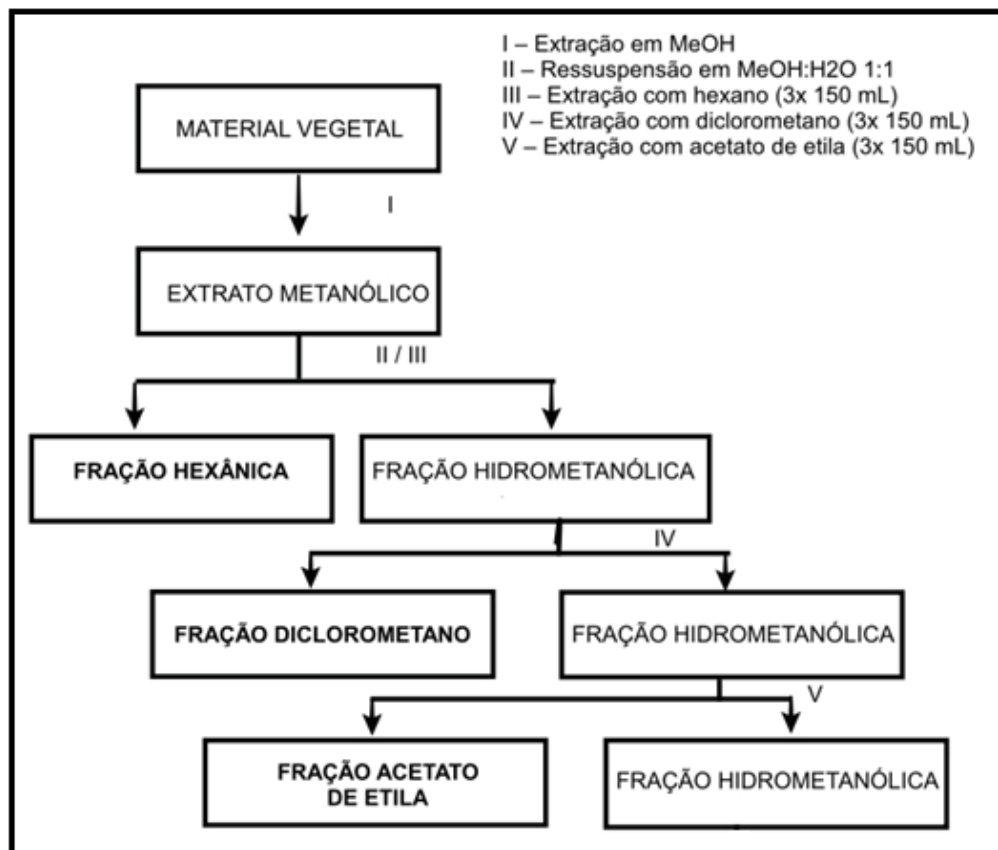 I – Extração em MeOH
II – Ressuspensão em MeOH:H2O 1:1
III – Extração com hexano (3x 150 mL)
IV – Extração com diclorometano (3x 150 mL)
V – Extração com acetato de etila (3x 150 mL)
MATERIAL VEGETAL
I
EXTRATO METANÓLICO
II / III
FRAÇÃO HEXÂNICA
FRAÇÃO HIDROMETANÓLICA
IV
FRAÇÃO DICLOROMETANO
FRAÇÃO HIDROMETANÓLICA
V
FRAÇÃO ACETATO
DE ETILA
FRAÇÃO HIDROMETANÓLICA